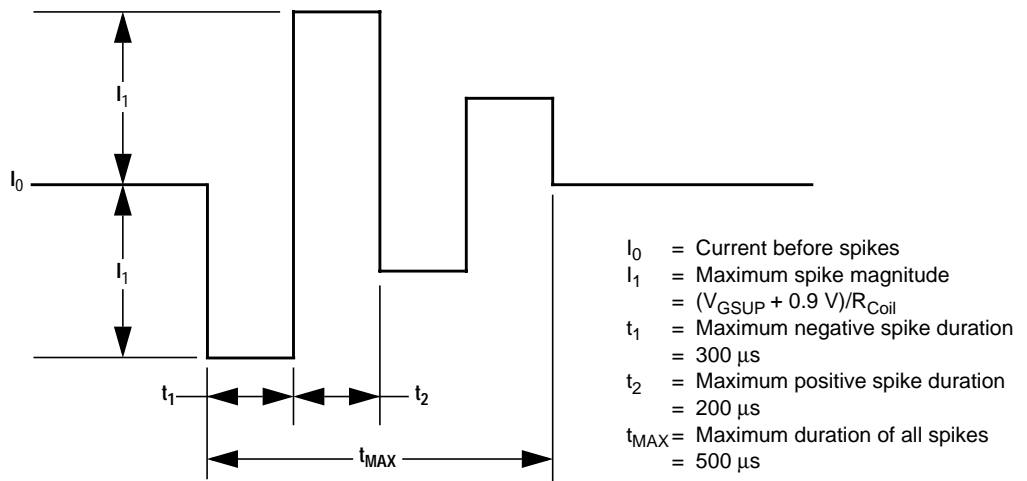 I₁
I₀
I₁
t₁
t₂
tMAX
I₀ = Current before spikes
I₁ = Maximum spike magnitude
= (VGSUP + 0.9 V)/RCoil
t₁ = Maximum negative spike duration
= 300 µs
t₂ = Maximum positive spike duration
= 200 µs
tMAX = Maximum duration of all spikes
= 500 µs